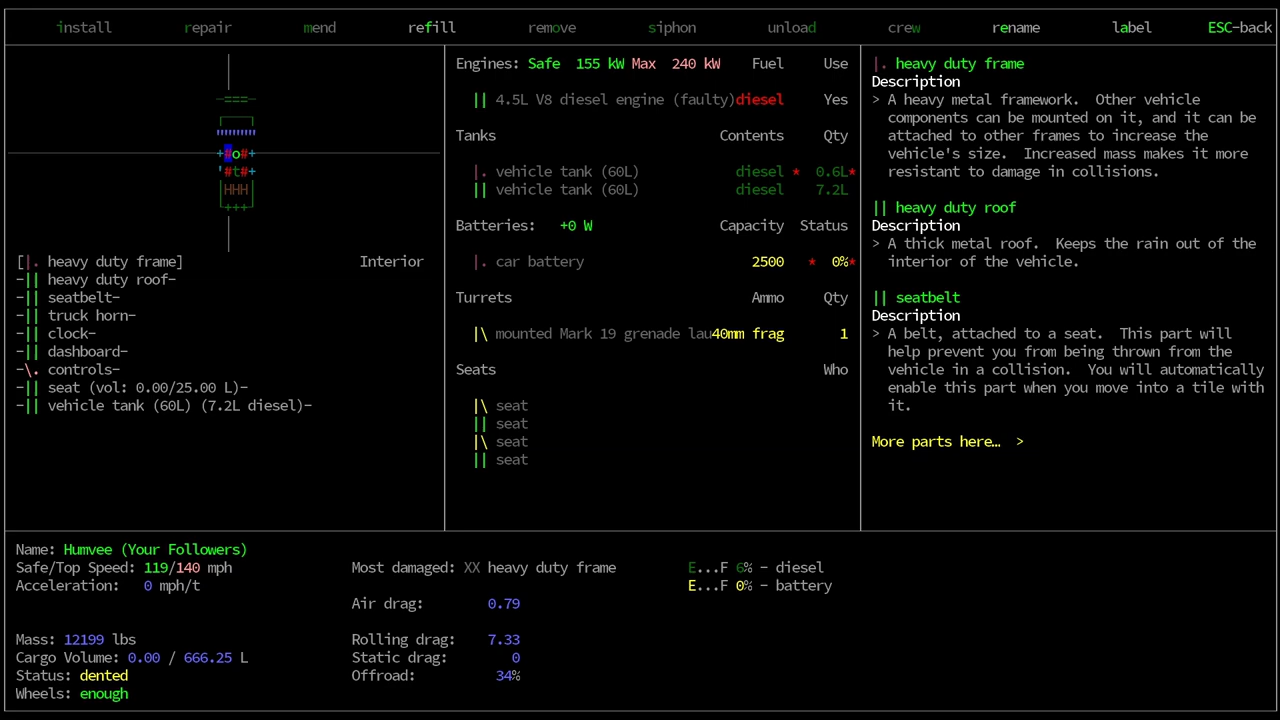 install repair mend refill remove siphon unload crew rename label ESC-back
[|. heavy duty frame] Interior
-|| heavy duty roof-
-|| seatbelt-
-|| truck horn-
-|| clock-
-|| dashboard-
-\. controls-
-|| seat (vol: 0.00/25.00 L)-
-|| vehicle tank (60L) (7.2L diesel)-
Engines: Safe 155 kW Max 240 kW Fuel Use
|| 4.5L V8 diesel engine (faulty)diesel Yes
Tanks Contents Qty
|. vehicle tank (60L) diesel * 0.6L*
|| vehicle tank (60L) diesel 7.2L
Batteries: +0 W Capacity Status
|. car battery 2500 * 0%*
Turrets Ammo Qty
|\ mounted Mark 19 grenade lau40mm frag 1
Seats Who
|\ seat
|| seat
|\ seat
|| seat
|. heavy duty frame
Description
> A heavy metal framework. Other vehicle
components can be mounted on it, and it can be
attached to other frames to increase the
vehicle's size. Increased mass makes it more
resistant to damage in collisions.
|| heavy duty roof
Description
> A thick metal roof. Keeps the rain out of the
interior of the vehicle.
|| seatbelt
Description
> A belt, attached to a seat. This part will
help prevent you from being thrown from the
vehicle in a collision. You will automatically
enable this part when you move into a tile with
it.
More parts here… >
Name: Humvee (Your Followers)
Safe/Top Speed: 119/140 mph Most damaged: XX heavy duty frame E...F 6% - diesel
Acceleration: 0 mph/t E...F 0% - battery
Air drag: 0.79
Mass: 12199 lbs Rolling drag: 7.33
Cargo Volume: 0.00 / 666.25 L Static drag: 0
Status: dented Offroad: 34%
Wheels: enough